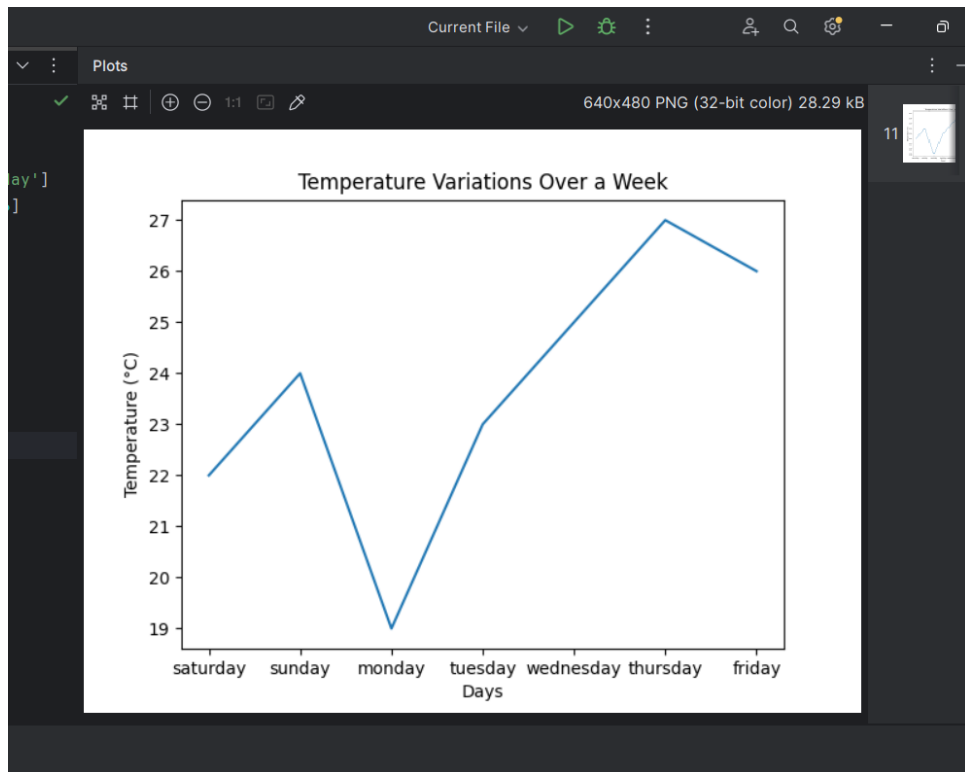 Current File
Plots
1:1
640x480 PNG (32-bit color) 28.29 kB
11
lay']
]
Temperature Variations Over a Week
27
26
25
24
23
22
21
20
19
Temperature (°C)
saturday sunday monday tuesday wednesday thursday friday
Days